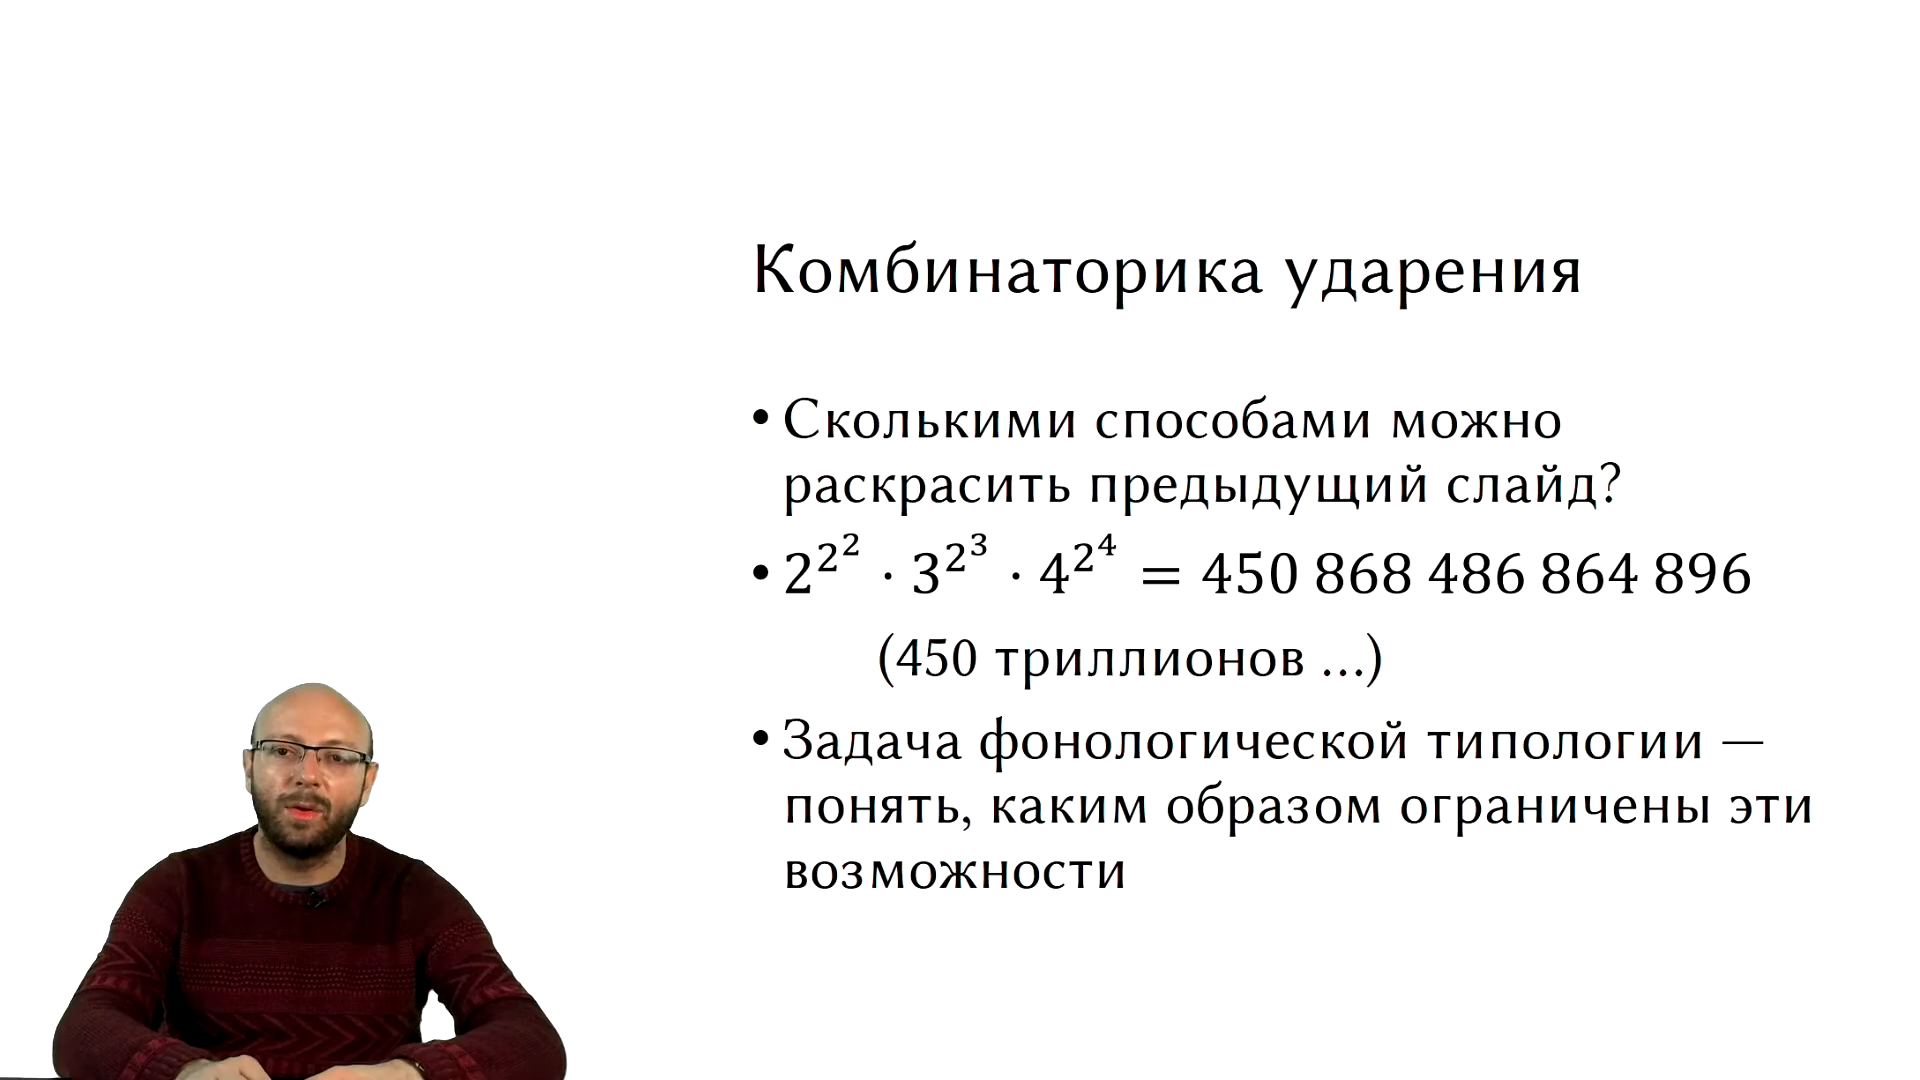 Комбинаторика ударения
• Сколькими способами можно
раскрасить предыдущий слайд?
• 2^{2^2} · 3^{2^3} · 4^{2^4} = 450 868 486 864 896
(450 триллионов …)
• Задача фонологической типологии —
понять, каким образом ограничены эти
возможности